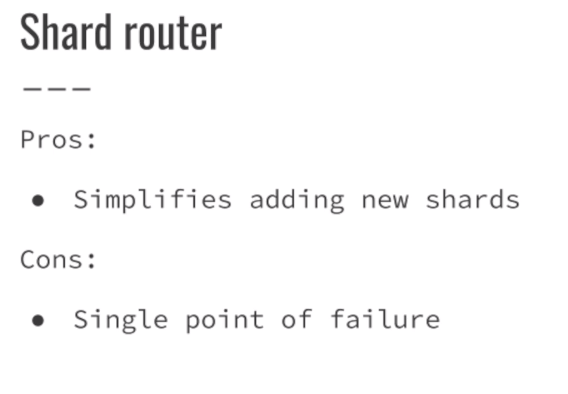 Shard router
---
Pros:
● Simplifies adding new shards
Cons:
● Single point of failure